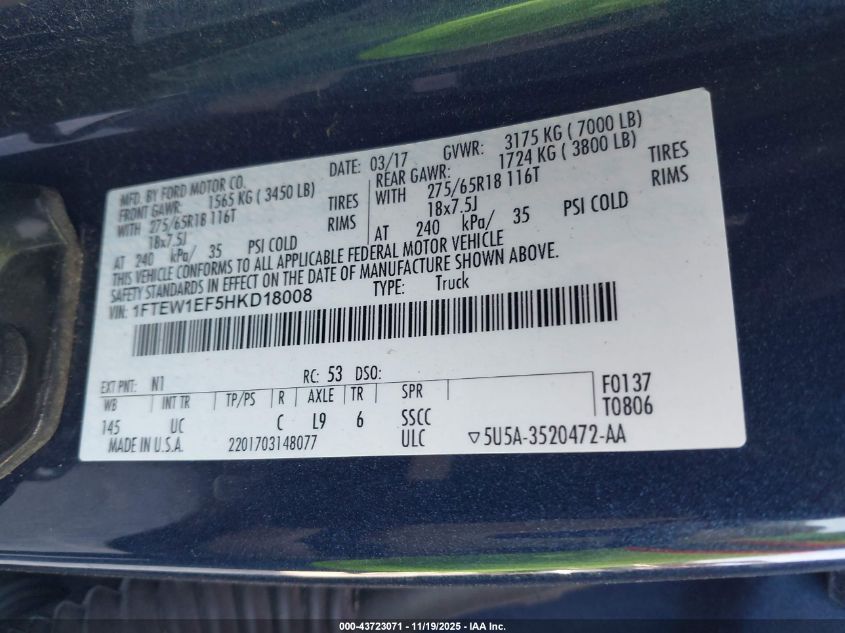 MFD. BY FORD MOTOR CO.
DATE: 03/17 GVWR: 3175 KG ( 7000 LB)
FRONT GAWR: 1565 KG ( 3450 LB)
REAR GAWR: 1724 KG ( 3800 LB)
WITH 275/65R18 116T TIRES
WITH 275/65R18 116T TIRES
18x7.5J RIMS
18x7.5J RIMS
AT 240 kPa/ 35 PSI COLD
AT 240 kPa/ 35 PSI COLD
THIS VEHICLE CONFORMS TO ALL APPLICABLE FEDERAL MOTOR VEHICLE
SAFETY STANDARDS IN EFFECT ON THE DATE OF MANUFACTURE SHOWN ABOVE.
VIN: 1FTEW1EF5HKD18008 TYPE: Truck
EXT PNT: N1 RC: 53 DSO:
WB INT TR TP/PS R AXLE TR SPR F0137
145 UC C L9 6 SSCC T0806
MADE IN U.S.A. 2201703148077 ULC ▽5U5A-3520472-AA
000-43723071 - 11/19/2025 - IAA Inc.